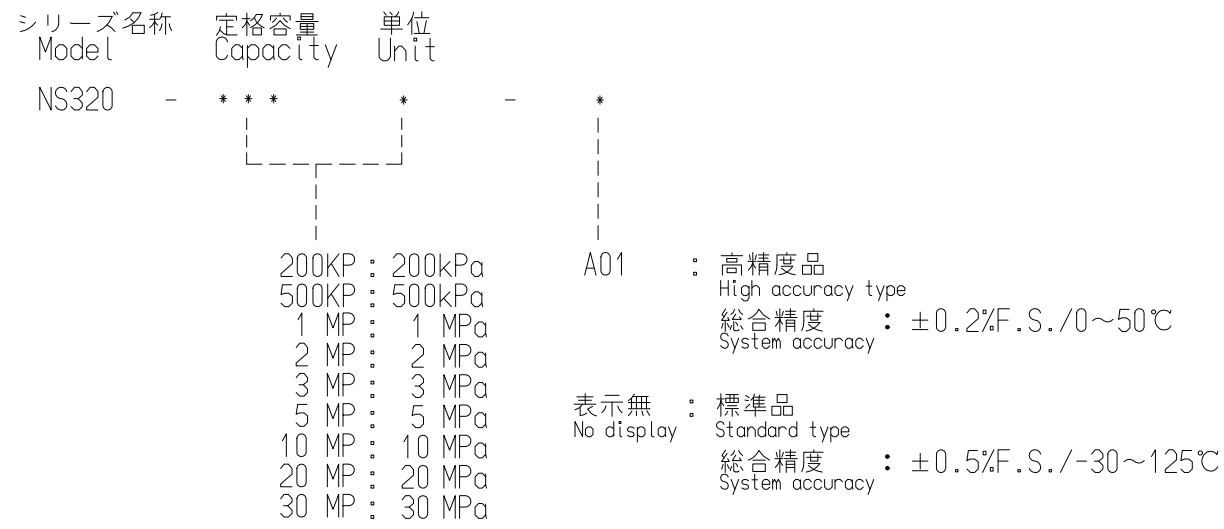 シリーズ名称 定格容量 単位
Model Capacity Unit
NS320 - *** * - *
200KP : 200kPa A01 : 高精度品
High accuracy type
500KP : 500kPa
1 MP : 1 MPa 総合精度 : ±0.2%F.S./0～50℃
System accuracy
2 MP : 2 MPa
3 MP : 3 MPa
5 MP : 5 MPa 表示無 : 標準品
No display Standard type
10 MP : 10 MPa
20 MP : 20 MPa 総合精度 : ±0.5%F.S./-30～125℃
System accuracy
30 MP : 30 MPa